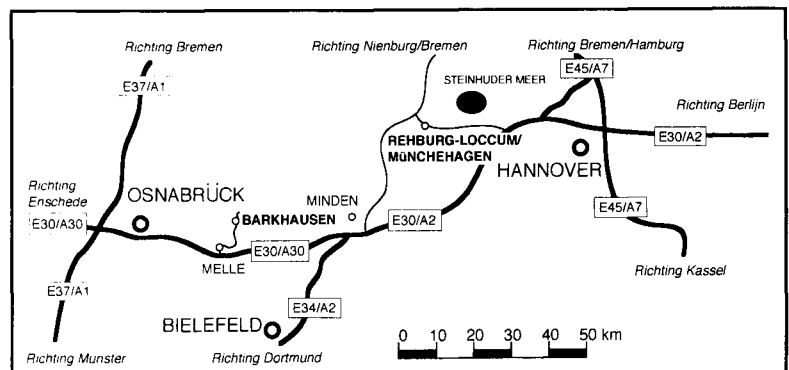 Richting Bremen
Richting Nienburg/Bremen
Richting Bremen/Hamburg
E37/A1
STEINHUDER MEER
E45/A7
Richting Berlijn
REHBURG-LOCCUM/
MüNCHEHAGEN
E30/A2
HANNOVER
Richting
Enschede
OSNABRÜCK
MINDEN
BARKHAUSEN
E30/A30
E30/A2
E45/A7
MELLE
E30/A30
Richting Kassel
E37/A1
E34/A2
BIELEFELD
0 10 20 30 40 50 km
Richting Munster
Richting Dortmund